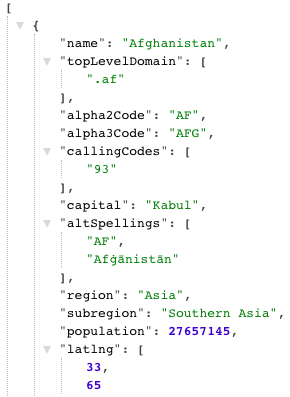 [
{
"name": "Afghanistan",
"topLevelDomain": [
".af"
],
"alpha2Code": "AF",
"alpha3Code": "AFG",
"callingCodes": [
"93"
],
"capital": "Kabul",
"altSpellings": [
"AF",
"Afġānistān"
],
"region": "Asia",
"subregion": "Southern Asia",
"population": 27657145,
"latlng": [
33,
65